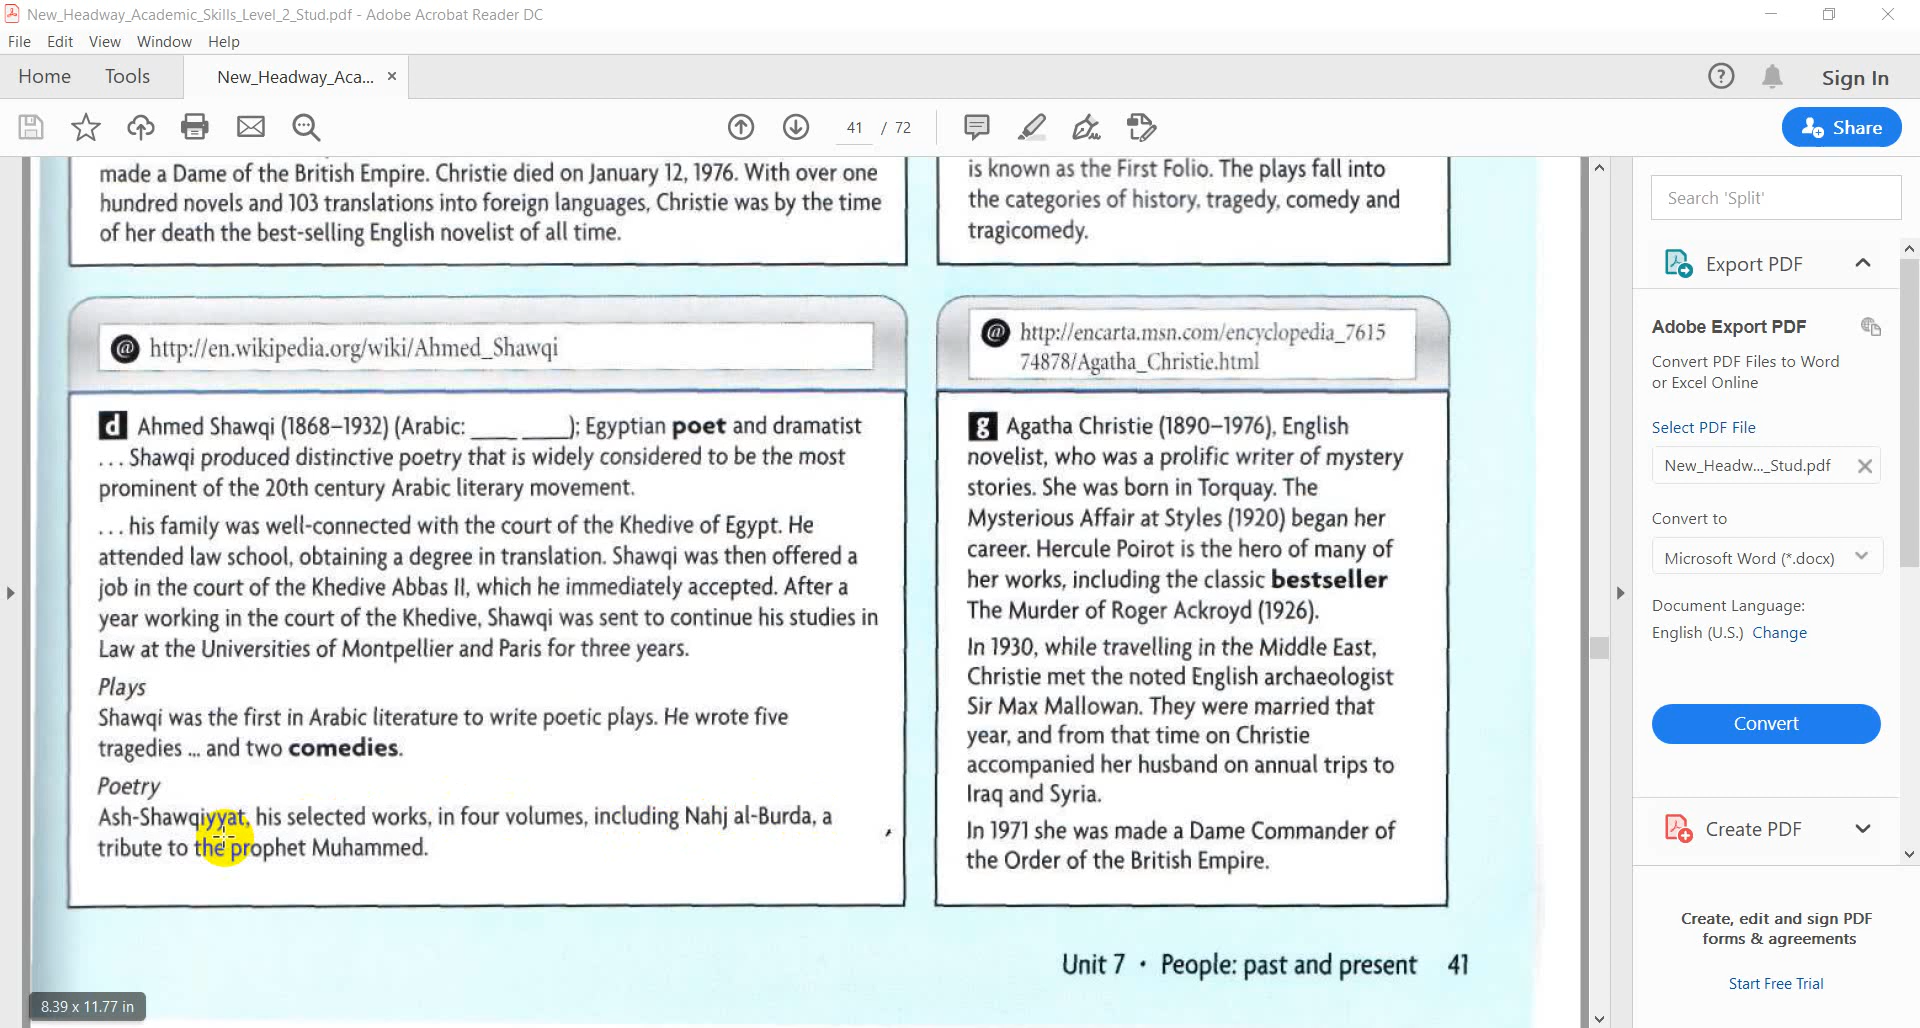 New_Headway_Academic_Skills_Level_2_Stud.pdf - Adobe Acrobat Reader DC
File Edit View Window Help
Home Tools New_Headway_Aca... × Sign In
41 / 72 Share
made a Dame of the British Empire. Christie died on January 12, 1976. With over one
hundred novels and 103 translations into foreign languages, Christie was by the time
of her death the best-selling English novelist of all time.
is known as the First Folio. The plays fall into
the categories of history, tragedy, comedy and
tragicomedy.
@ http://en.wikipedia.org/wiki/Ahmed_Shawqi
d Ahmed Shawqi (1868–1932) (Arabic: ____ ____); Egyptian poet and dramatist
... Shawqi produced distinctive poetry that is widely considered to be the most
prominent of the 20th century Arabic literary movement.
... his family was well-connected with the court of the Khedive of Egypt. He
attended law school, obtaining a degree in translation. Shawqi was then offered a
job in the court of the Khedive Abbas II, which he immediately accepted. After a
year working in the court of the Khedive, Shawqi was sent to continue his studies in
Law at the Universities of Montpellier and Paris for three years.
Plays
Shawqi was the first in Arabic literature to write poetic plays. He wrote five
tragedies ... and two comedies.
Poetry
Ash-Shawqiyyat, his selected works, in four volumes, including Nahj al-Burda, a
tribute to the prophet Muhammed.
@ http://encarta.msn.com/encyclopedia_7615
74878/Agatha_Christie.html
g Agatha Christie (1890–1976), English
novelist, who was a prolific writer of mystery
stories. She was born in Torquay. The
Mysterious Affair at Styles (1920) began her
career. Hercule Poirot is the hero of many of
her works, including the classic bestseller
The Murder of Roger Ackroyd (1926).
In 1930, while travelling in the Middle East,
Christie met the noted English archaeologist
Sir Max Mallowan. They were married that
year, and from that time on Christie
accompanied her husband on annual trips to
Iraq and Syria.
In 1971 she was made a Dame Commander of
the Order of the British Empire.
Unit 7 • People: past and present 41
8.39 x 11.77 in
Search 'Split'
Export PDF
Adobe Export PDF
Convert PDF Files to Word
or Excel Online
Select PDF File
New_Headw..._Stud.pdf
Convert to
Microsoft Word (*.docx)
Document Language:
English (U.S.) Change
Convert
Create PDF
Create, edit and sign PDF
forms & agreements
Start Free Trial